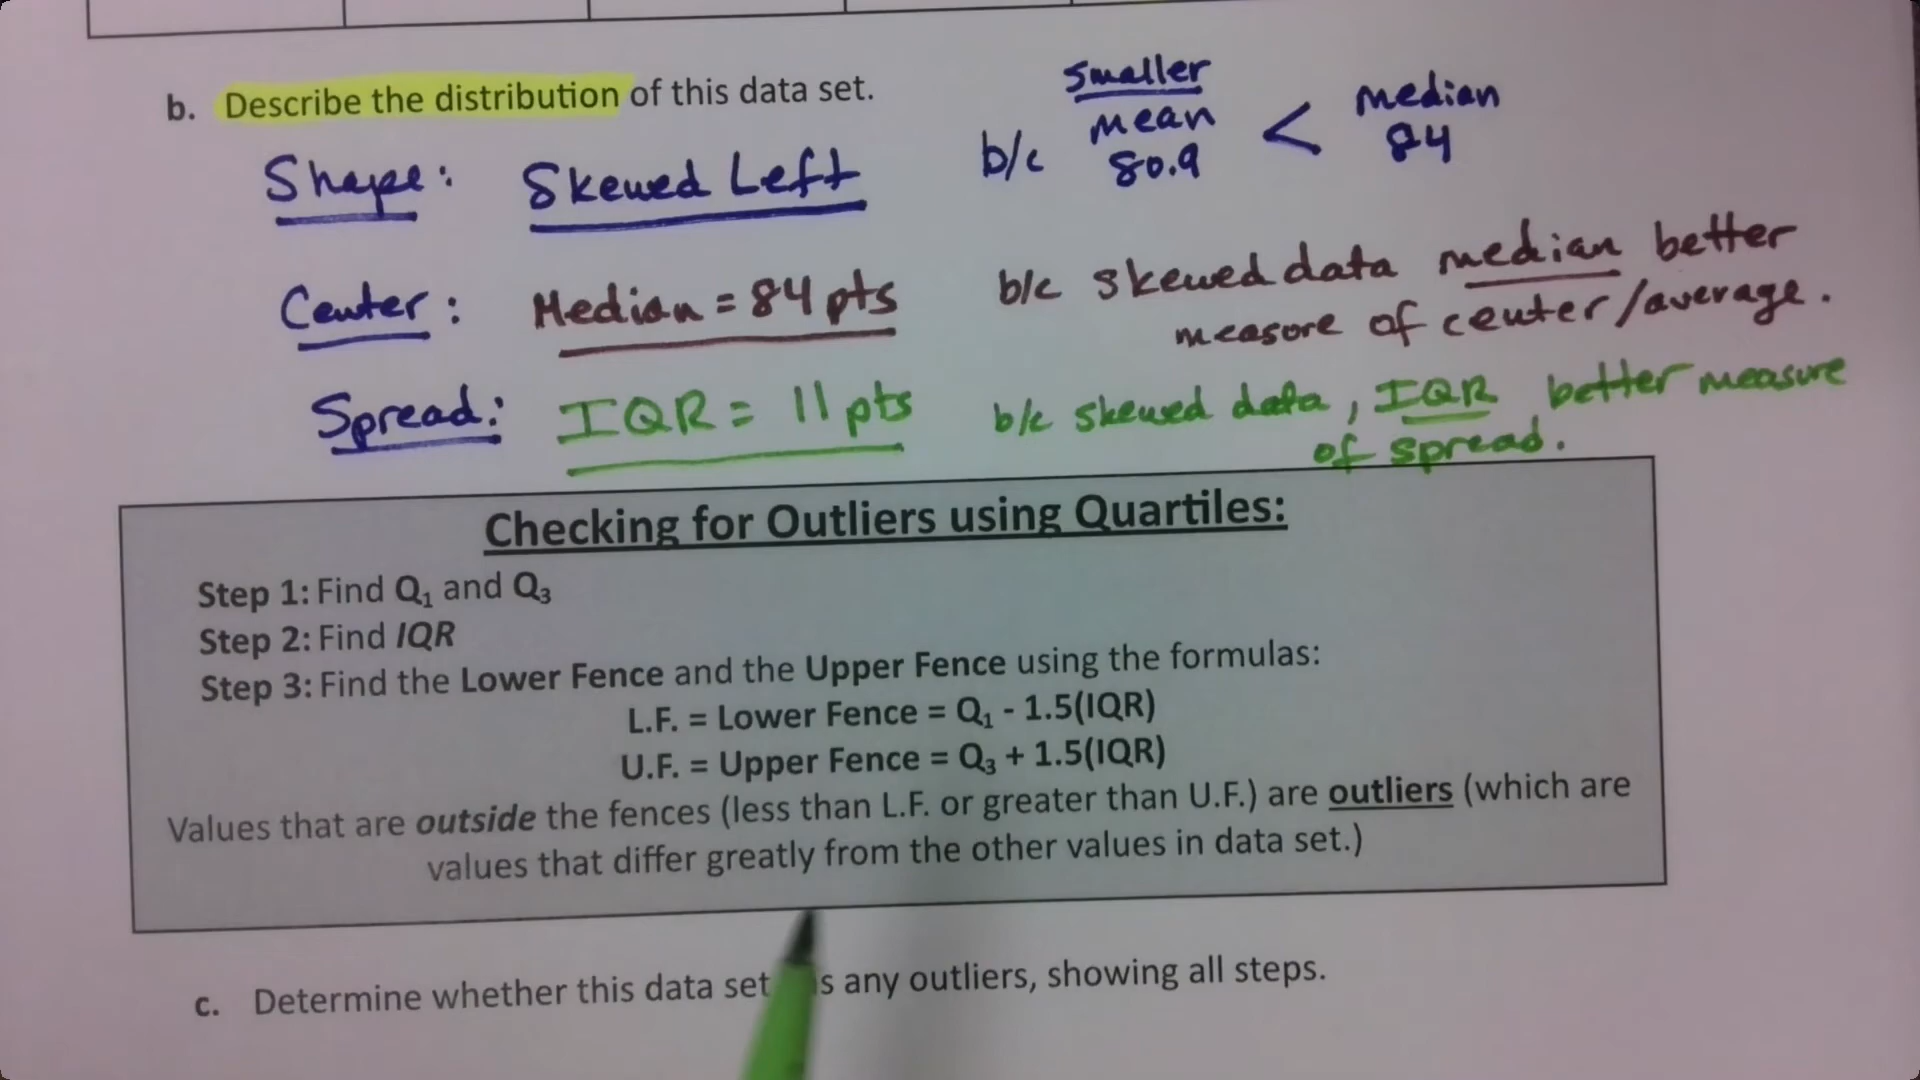 b. Describe the distribution of this data set.
smaller
mean < median
b/c 80.9 84
Shape: Skewed Left
Center: Median = 84 pts b/c skewed data median better
measure of center/average.
Spread: IQR = 11 pts b/c skewed data, IQR better measure
of spread.
Checking for Outliers using Quartiles:
Step 1: Find Q₁ and Q₃
Step 2: Find IQR
Step 3: Find the Lower Fence and the Upper Fence using the formulas:
L.F. = Lower Fence = Q₁ - 1.5(IQR)
U.F. = Upper Fence = Q₃ + 1.5(IQR)
Values that are outside the fences (less than L.F. or greater than U.F.) are outliers (which are
values that differ greatly from the other values in data set.)
c. Determine whether this data set any outliers, showing all steps.